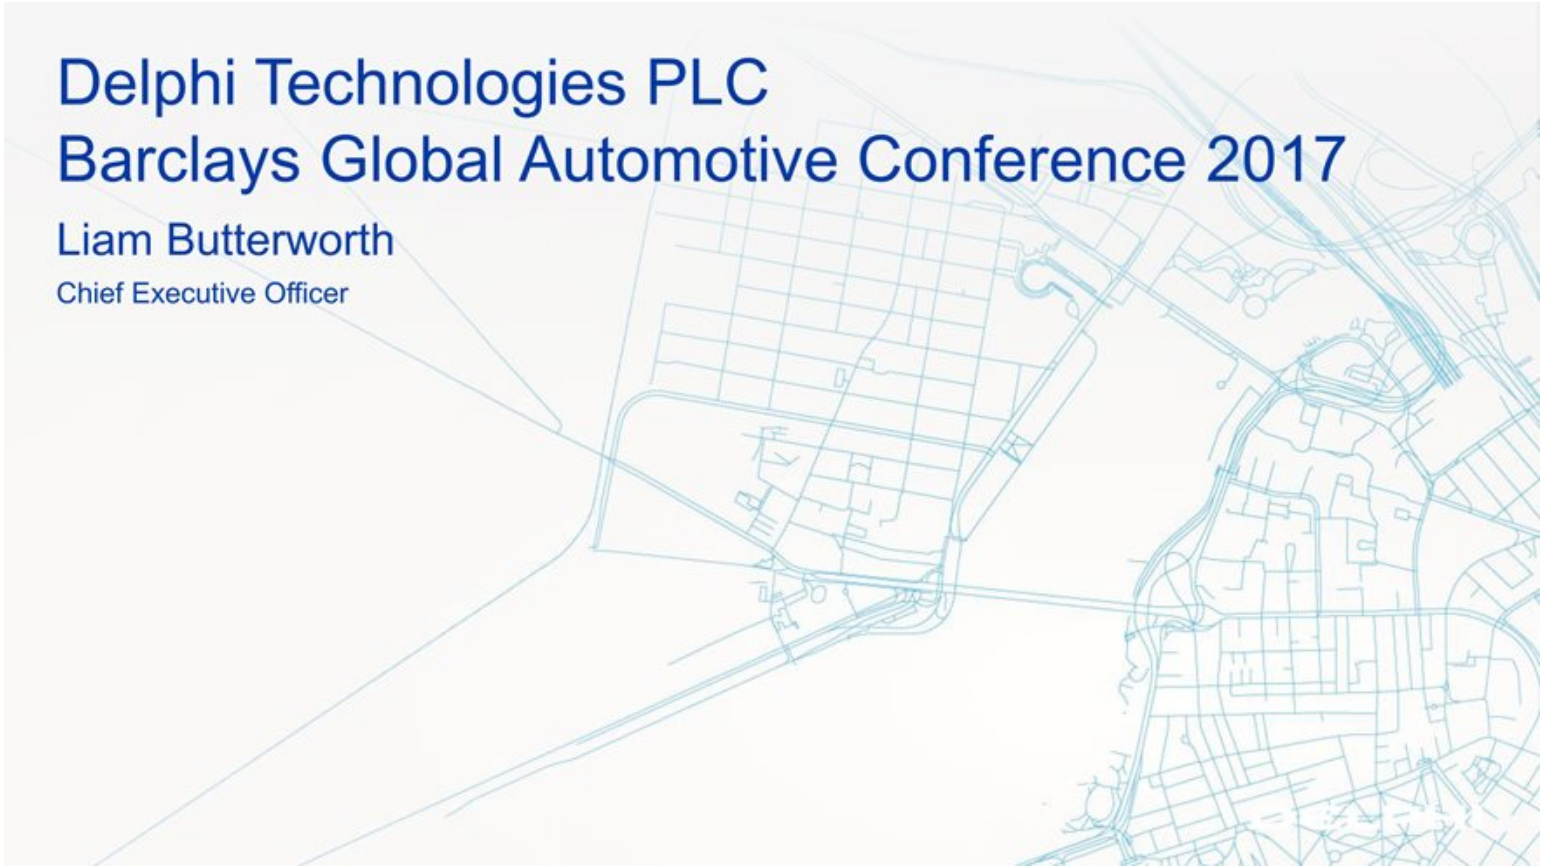 Delphi Technologies PLC
Barclays Global Automotive Conference 2017
Liam Butterworth
Chief Executive Officer